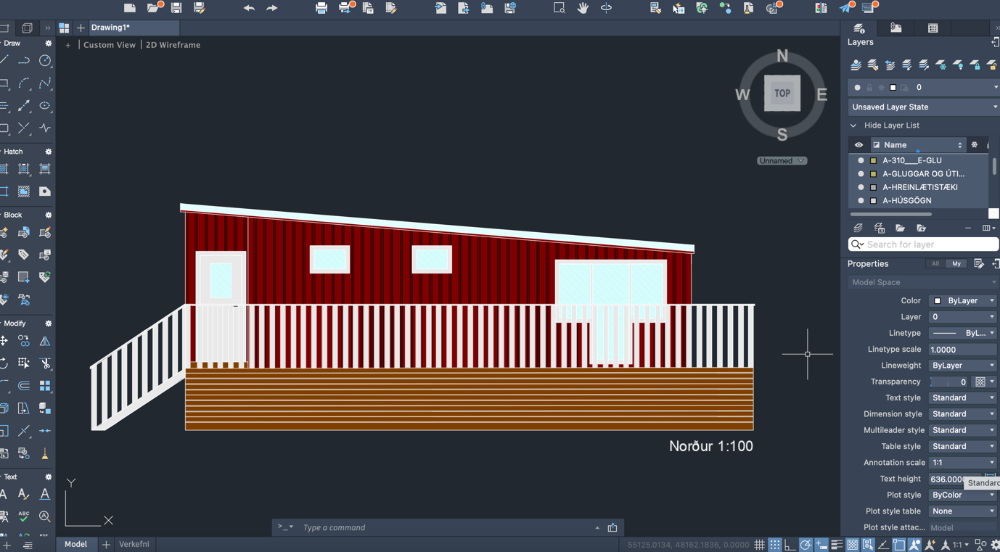 Drawing1*
Draw
Custom View
2D Wireframe
N
W
TOP
E
S
Unnamed
Hatch
Block
Modify
Text
ABC
Norður 1:100
Type a command
Model
Verkefni
55125.0134, 48162.1836, 0.0000
1:1
Layers
0
Unsaved Layer State
Hide Layer List
Name
A-310___E-GLU
A-GLUGGAR OG ÚTI...
A-HREINLÆTISTÆKI
A-HÚSGÖGN
Search for layer
Properties
All
My
Model Space
Color ByLayer
Layer 0
Linetype ByL...
Linetype scale 1.0000
Lineweight ByLayer
Transparency 0
Text style Standard
Dimension style Standard
Multileader style Standard
Table style Standard
Annotation scale 1:1
Text height 636.0000
Standard
Plot style ByColor
Plot style table None
Plot style attac... Model